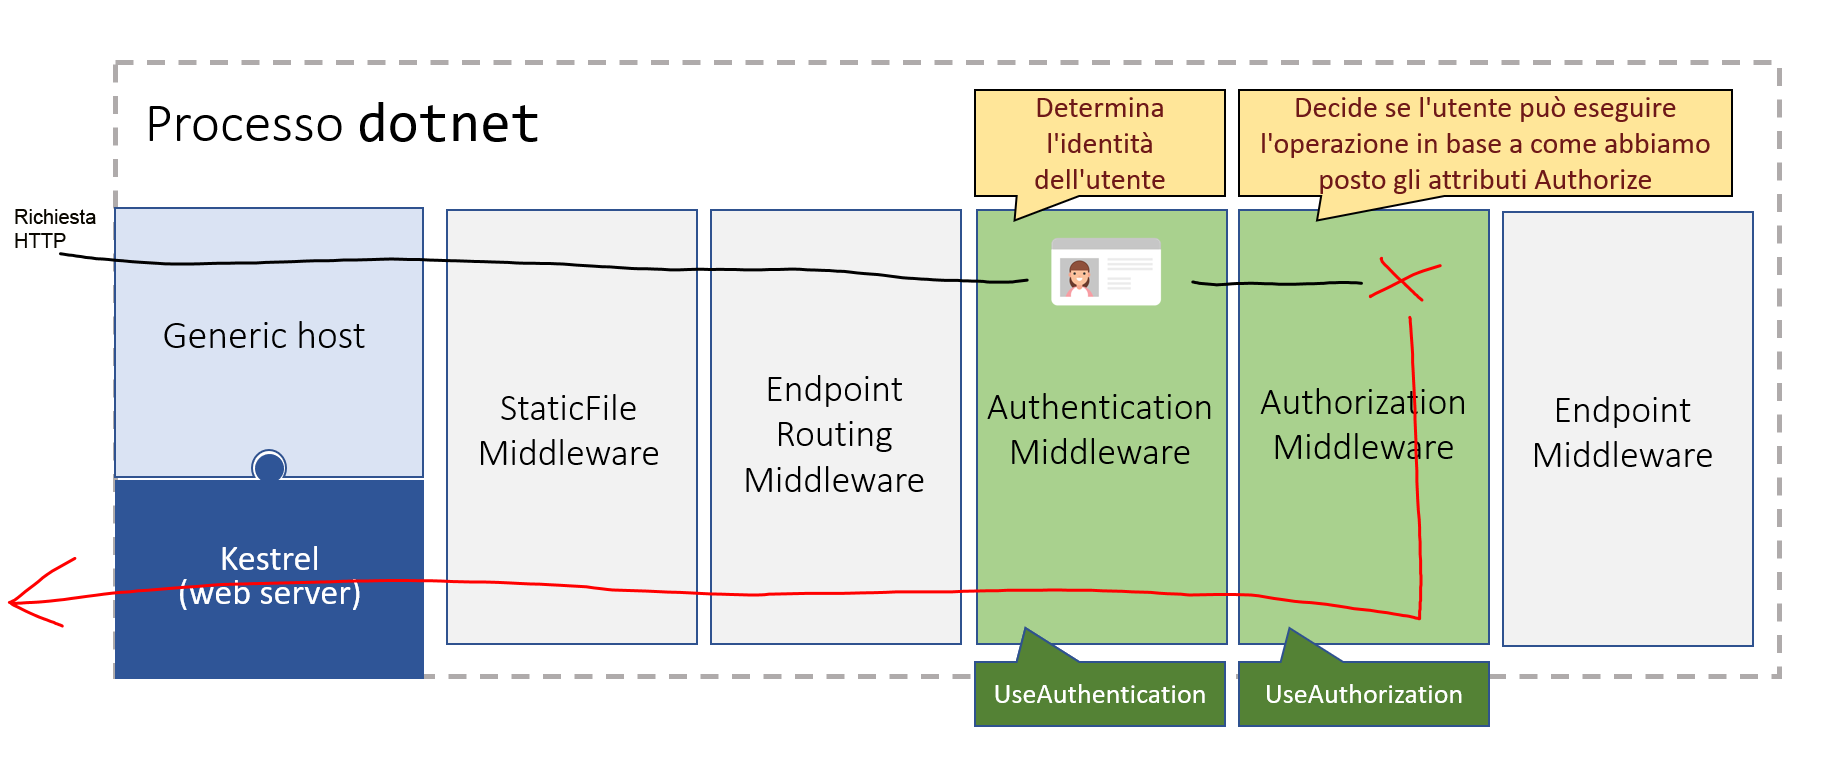 Processo dotnet
Determina
l'identità
dell'utente
Decide se l'utente può eseguire
l'operazione in base a come abbiamo
posto gli attributi Authorize
Richiesta
HTTP
Generic host
Kestrel
(web server)
StaticFile
Middleware
Endpoint
Routing
Middleware
Authentication
Middleware
Authorization
Middleware
Endpoint
Middleware
UseAuthentication
UseAuthorization